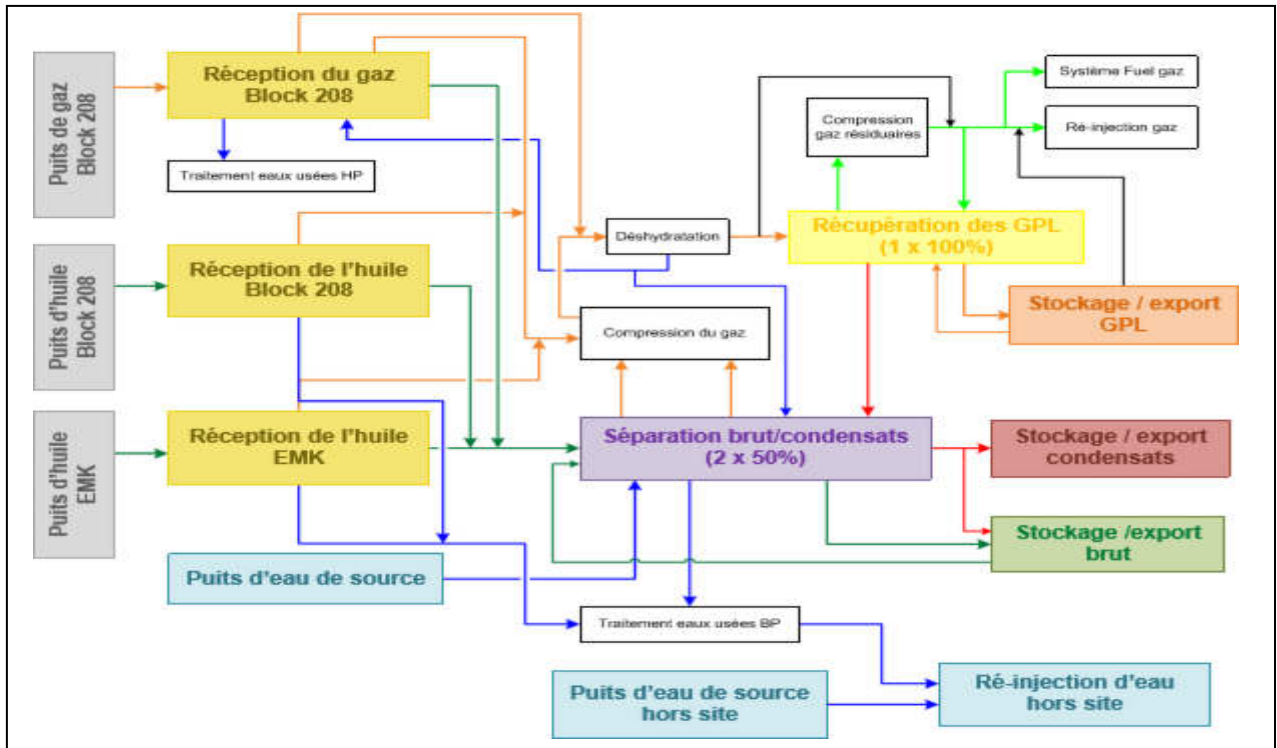 Puits de gaz
Block 208
Réception du gaz
Block 208
Traitement eaux usées HP
Système Fuel gaz
Compression
gaz résiduaires
Ré-injection gaz
Puits d'huile
Block 208
Réception de l'huile
Block 208
Déshydratation
Récupération des GPL
(1 x 100%)
Compression du gaz
Stockage / export
GPL
Puits d'huile
EMK
Réception de l'huile
EMK
Séparation brut/condensats
(2 x 50%)
Stockage / export
condensats
Stockage /export
brut
Puits d'eau de source
Traitement eaux usées BP
Puits d'eau de source
hors site
Ré-injection d'eau
hors site